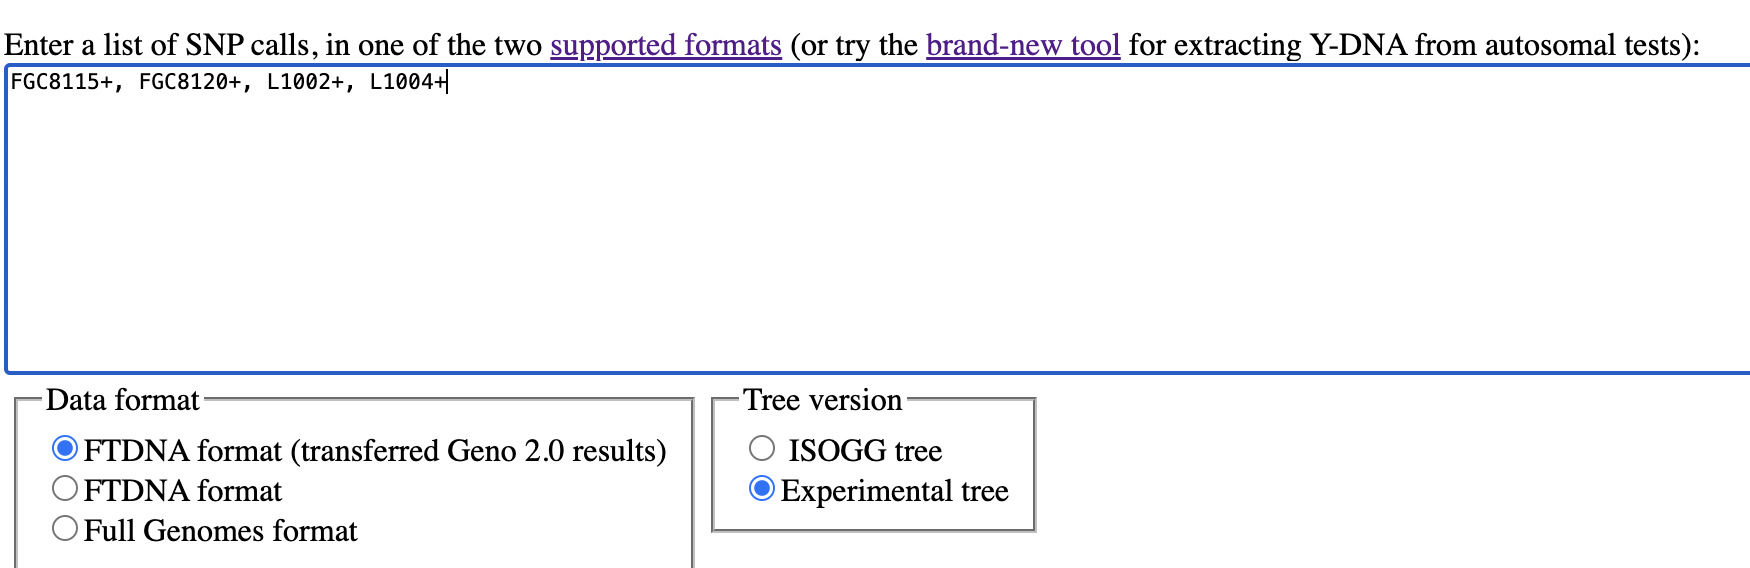 Enter a list of SNP calls, in one of the two supported formats (or try the brand-new tool for extracting Y-DNA from autosomal tests):
FGC8115+, FGC8120+, L1002+, L1004+
Data format
FTDNA format (transferred Geno 2.0 results)
FTDNA format
Full Genomes format
Tree version
ISOGG tree
Experimental tree